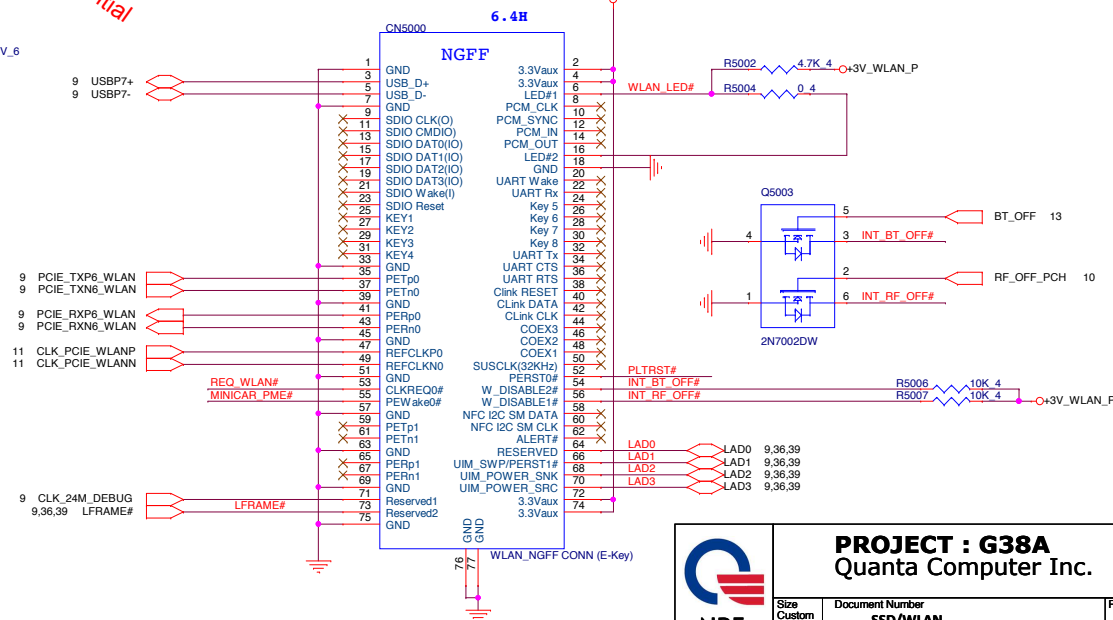 ntial
6.4H
CN5000
NGFF
V_6
9 USBP7+
9 USBP7-
1 GND
3 USB_D+
5 USB_D-
7 GND
9 SDIO CLK(O)
11 SDIO CMDIO)
13 SDIO DAT0(IO)
15 SDIO DAT1(IO)
17 SDIO DAT2(IO)
19 SDIO DAT3(IO)
21 SDIO Wake(I)
23 SDIO Reset
25 KEY1
27 KEY2
29 KEY3
31 KEY4
33 GND
9 PCIE_TXP6_WLAN 35 PETp0
9 PCIE_TXN6_WLAN 37 PETn0
39 GND
9 PCIE_RXP6_WLAN 41 PERp0
9 PCIE_RXN6_WLAN 43 PERn0
45 GND
11 CLK_PCIE_WLANP 47 REFCLKP0
11 CLK_PCIE_WLANN 49 REFCLKN0
51 GND
REQ_WLAN# 53 CLKREQ0#
MINICAR_PME# 55 PEWake0#
57 GND
59 PETp1
61 PETn1
63 GND
65 PERp1
67 PERn1
69 GND
9 CLK_24M_DEBUG 71 Reserved1
9,36,39 LFRAME# LFRAME# 73 Reserved2
75 GND
3.3Vaux 2
3.3Vaux 4
LED#1 6 WLAN_LED#
PCM_CLK 8
PCM_SYNC 10
PCM_IN 12
PCM_OUT 14
LED#2 16
GND 18
UART Wake 20
UART Rx 22
Key 5 24
Key 6 26
Key 7 28
Key 8 30
UART Tx 32
UART CTS 34
UART RTS 36
Clink RESET 38
CLink DATA 40
CLink CLK 42
COEX3 44
COEX2 46
COEX1 48
SUSCLK(32KHz) 50
PERST0# 52 PLTRST#
W_DISABLE2# 54 INT_BT_OFF#
W_DISABLE1# 56 INT_RF_OFF#
NFC I2C SM DATA 58
NFC I2C SM CLK 60
ALERT# 62
RESERVED 64 LAD0 LAD0 9,36,39
UIM_SWP/PERST1# 66 LAD1 LAD1 9,36,39
UIM_POWER_SNK 68 LAD2 LAD2 9,36,39
UIM_POWER_SRC 70 LAD3 LAD3 9,36,39
3.3Vaux 72
3.3Vaux 74
GND 76
GND 77
WLAN_NGFF CONN (E-Key)
R5002 4.7K_4 +3V_WLAN_P
R5004 0_4
Q5003
5 BT_OFF 13
4 3 INT_BT_OFF#
2 RF_OFF_PCH 10
1 6 INT_RF_OFF#
2N7002DW
R5006 10K_4
R5007 10K_4 +3V_WLAN_P
PROJECT : G38A
Quanta Computer Inc.
Size
Custom
Document Number
SSD/WLAN